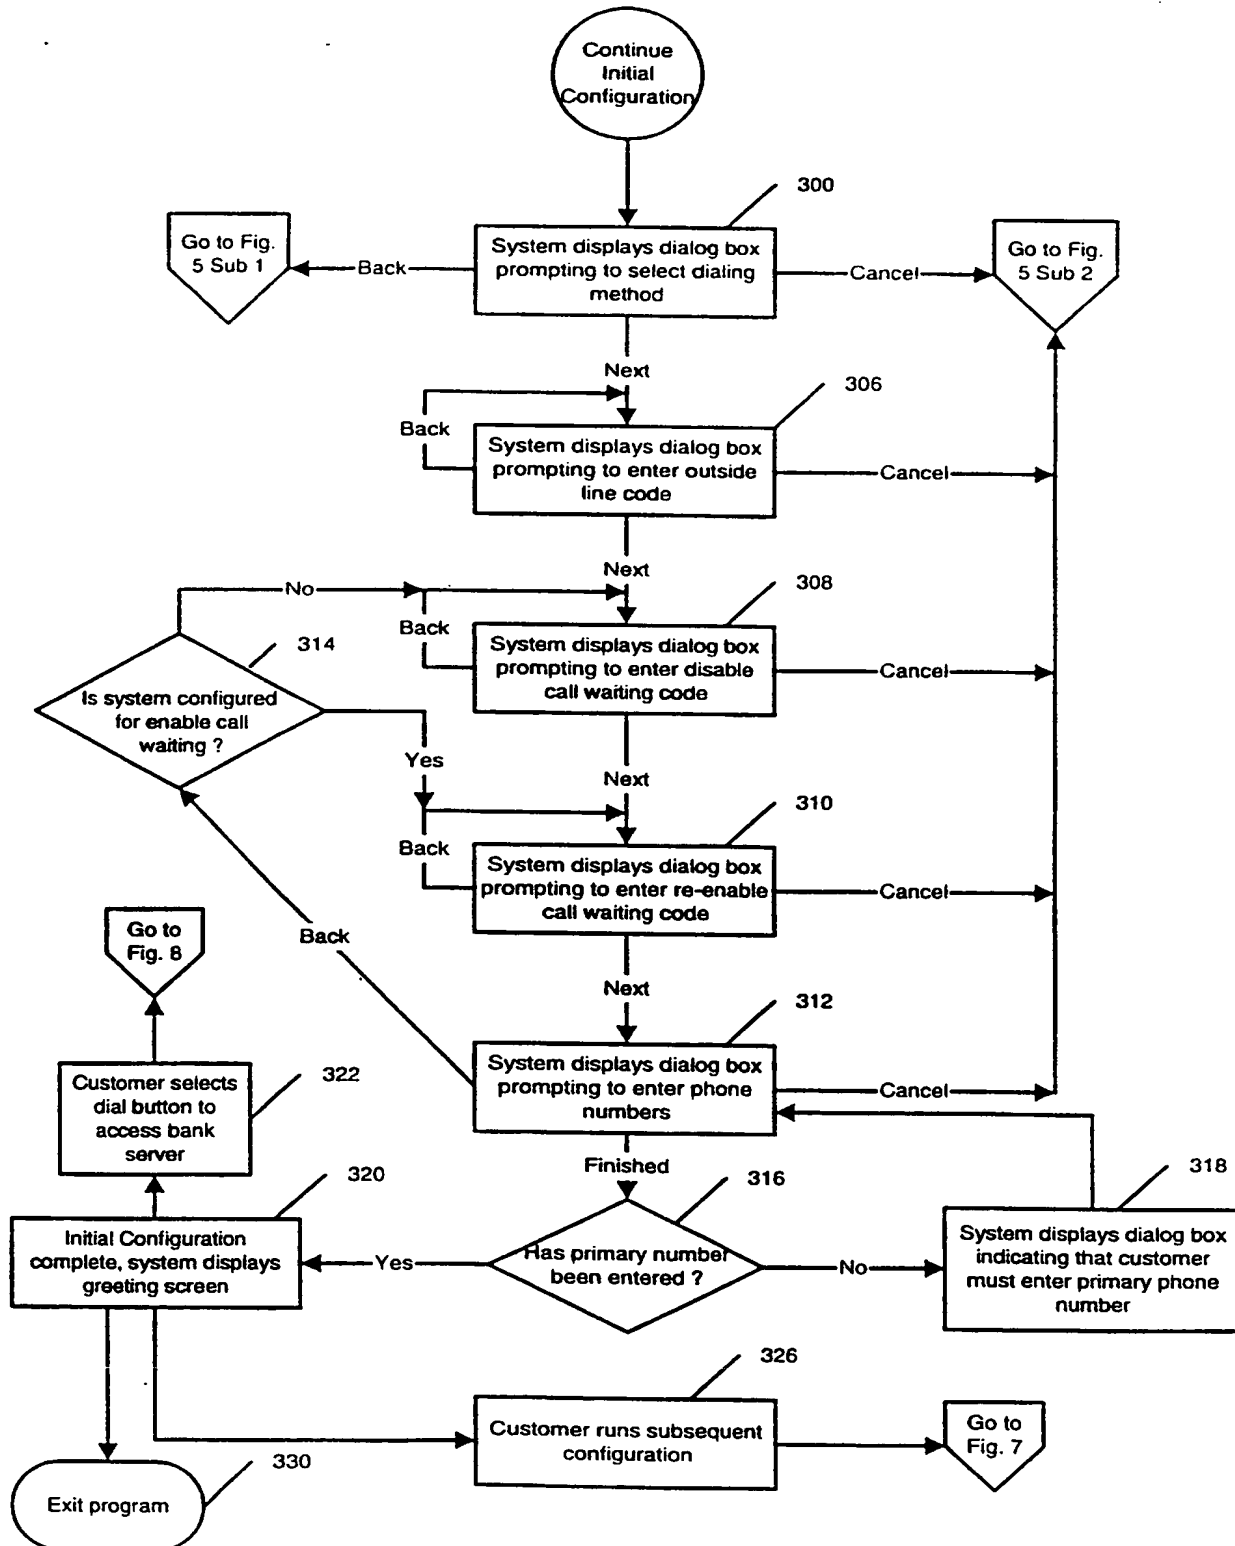 Continue
Initial
Configuration
300
Go to Fig.
5 Sub 1
Back
System displays dialog box
prompting to select dialing
method
Cancel
Go to Fig.
5 Sub 2
Next
306
Back
System displays dialog box
prompting to enter outside
line code
Cancel
Next
No
308
314
Back
System displays dialog box
prompting to enter disable
call waiting code
Cancel
Is system configured
for enable call
waiting ?
Yes
Next
310
Back
System displays dialog box
prompting to enter re-enable
call waiting code
Cancel
Go to
Fig. 8
Back
Next
312
System displays dialog box
prompting to enter phone
numbers
Cancel
Customer selects
dial button to
access bank
server
322
Finished
316
318
320
Initial Configuration
complete, system displays
greeting screen
Yes
Has primary number
been entered ?
No
System displays dialog box
indicating that customer
must enter primary phone
number
326
Customer runs subsequent
configuration
Go to
Fig. 7
330
Exit program